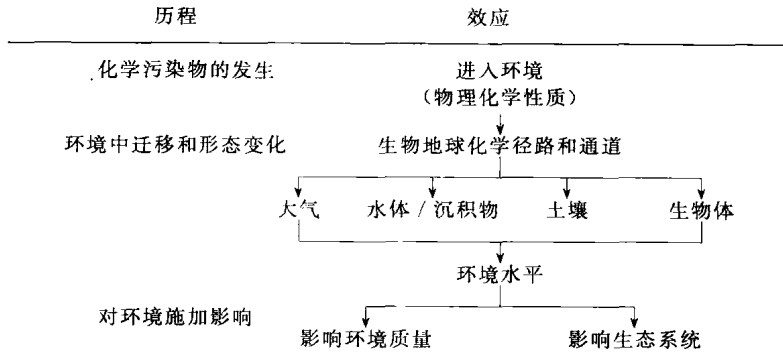 历程 效应
化学污染物的发生 进入环境
(物理化学性质)
环境中迁移和形态变化 生物地球化学径路和通道
大气 水体/沉积物 土壤 生物体
环境水平
对环境施加影响
影响环境质量 影响生态系统